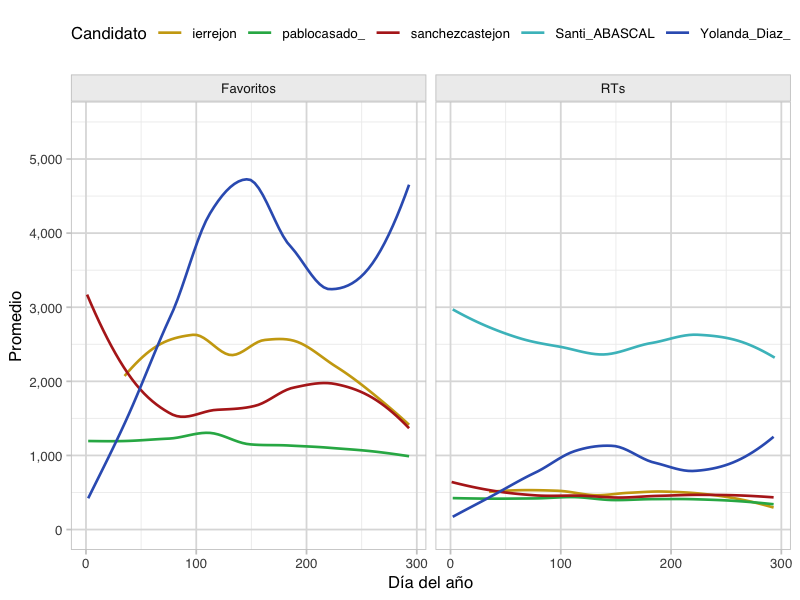 Candidato ierrejon pablocasado_ sanchezcastejon Santi_ABASCAL Yolanda_Diaz_
Favoritos RTs
5,000
4,000
3,000
2,000
1,000
0
Promedio
0 100 200 300 0 100 200 300
Día del año